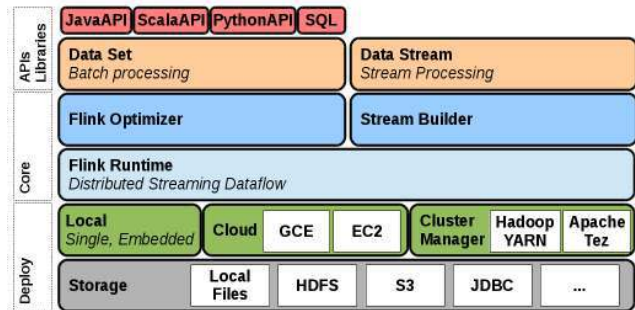 JavaAPI ScalaAPI PythonAPI SQL
APIs
Libraries
Data Set
Batch processing
Data Stream
Stream Processing
Core
Flink Optimizer
Stream Builder
Flink Runtime
Distributed Streaming Dataflow
Deploy
Local
Single, Embedded
Cloud
GCE
EC2
Cluster
Manager
Hadoop
YARN
Apache
Tez
Storage
Local
Files
HDFS
S3
JDBC
...